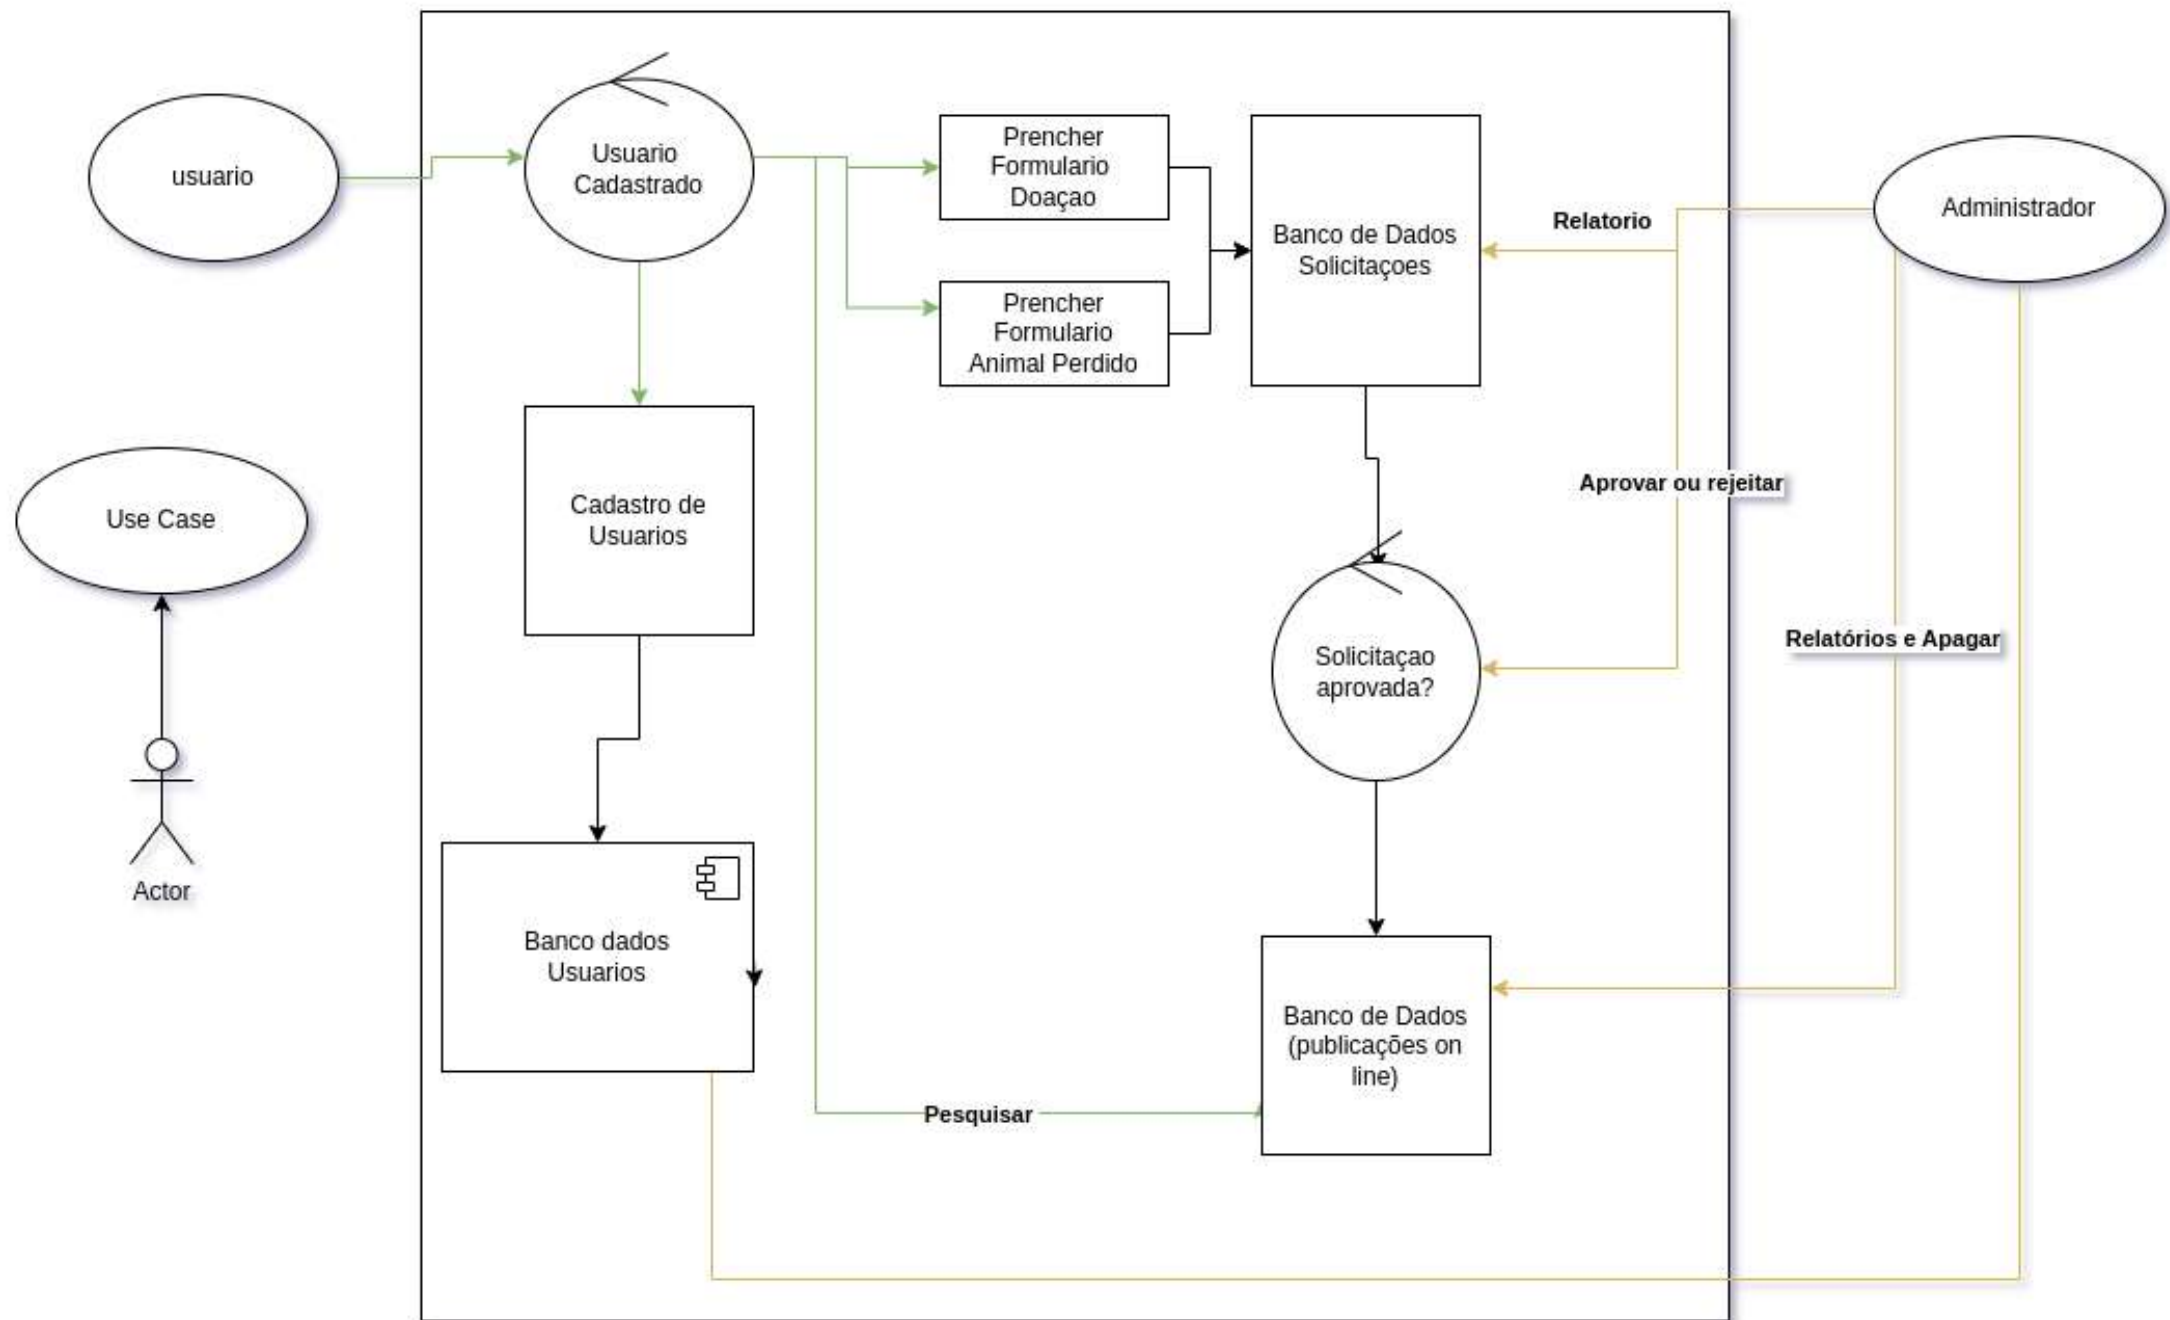 usuario
Usuario
Cadastrado
Prencher
Formulario
Doaçao
Banco de Dados
Solicitaçoes
Relatorio
Administrador
Prencher
Formulario
Animal Perdido
Use Case
Cadastro de
Usuarios
Aprovar ou rejeitar
Solicitaçao
aprovada?
Relatórios e Apagar
Actor
Banco dados
Usuarios
Banco de Dados
(publicações on
line)
Pesquisar